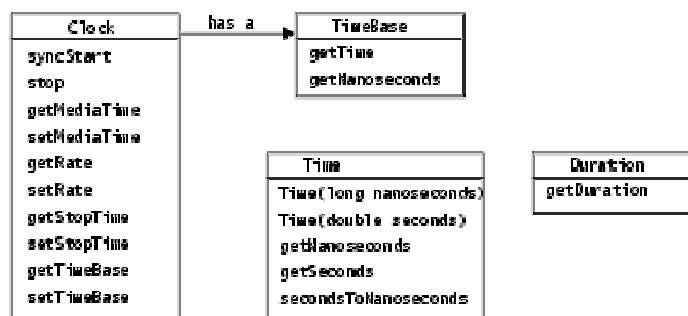 Clock
syncStart
stop
getMediaTime
setMediaTime
getRate
setRate
getStopTime
setStopTime
getTimeBase
setTimeBase
has a
TimeBase
getTime
getNanoseconds
Time
Time(long nanoseconds)
Time(double seconds)
getNanoseconds
getSeconds
secondsToNanoseconds
Duration
getDuration